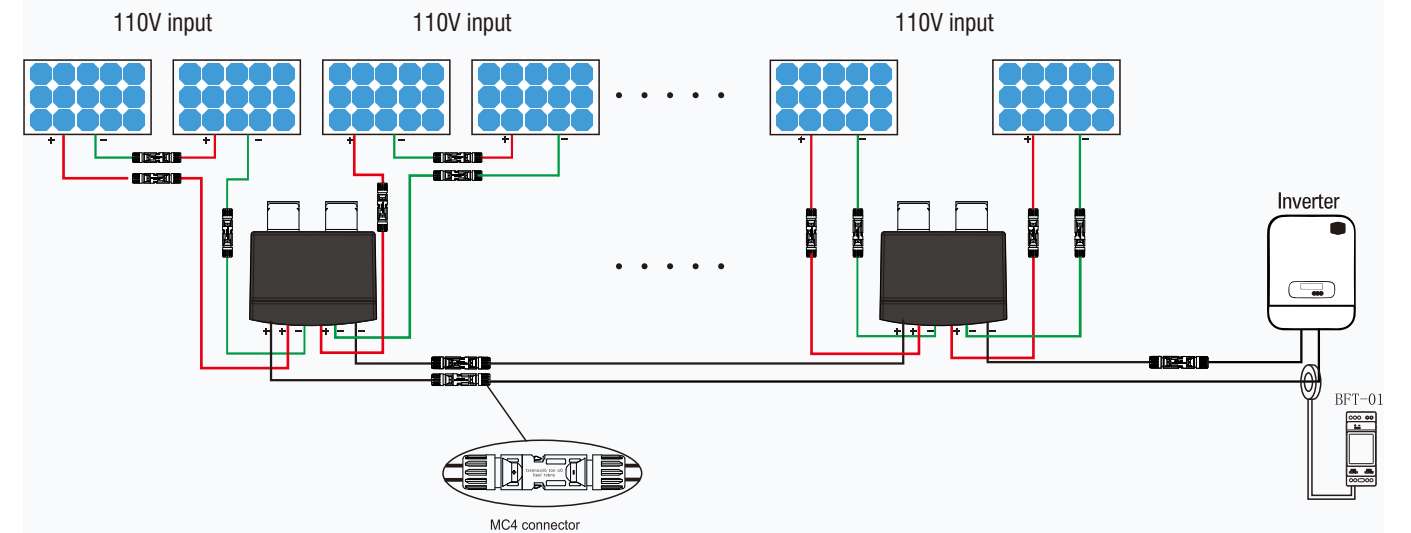 110V input
110V input
110V input
+ −
+ −
+ −
+ −
+ −
+ −
Inverter
+ + − + − −
+ + − + − −
BFT-01
MC4 connector